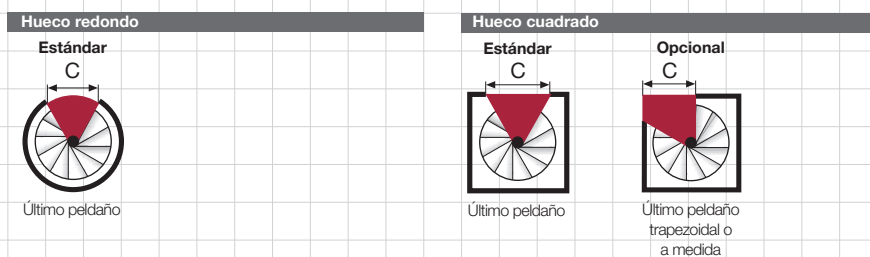 Hueco redondo
Estándar
C
Último peldaño
Hueco cuadrado
Estándar
C
Último peldaño
Opcional
C
Último peldaño
trapezoidal o
a medida